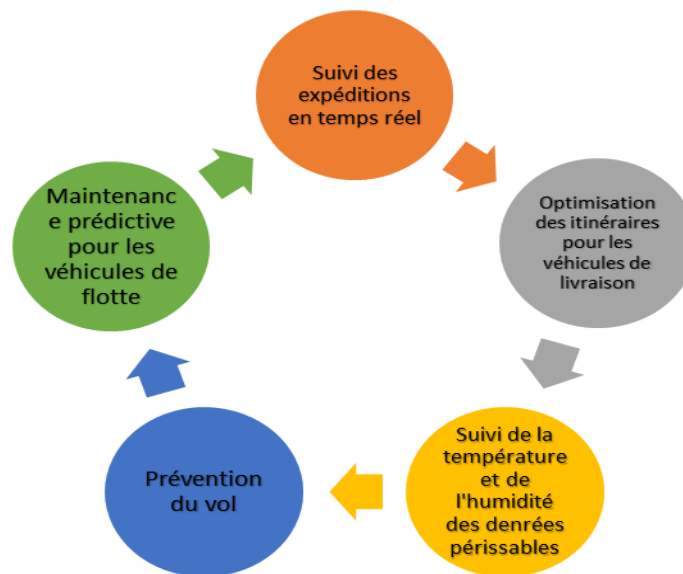 Suivi des
expéditions
en temps réel
Optimisation
des itinéraires
pour les
véhicules de
livraison
Suivi de la
température
et de
l'humidité
des denrées
périssables
Prévention
du vol
Maintenanc
e prédictive
pour les
véhicules de
flotte